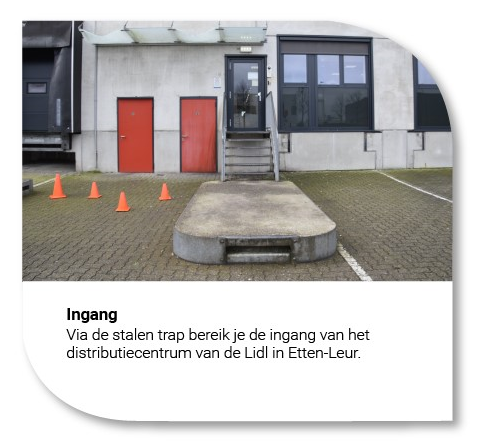 Ingang
Via de stalen trap bereik je de ingang van het
distributiecentrum van de Lidl in Etten-Leur.